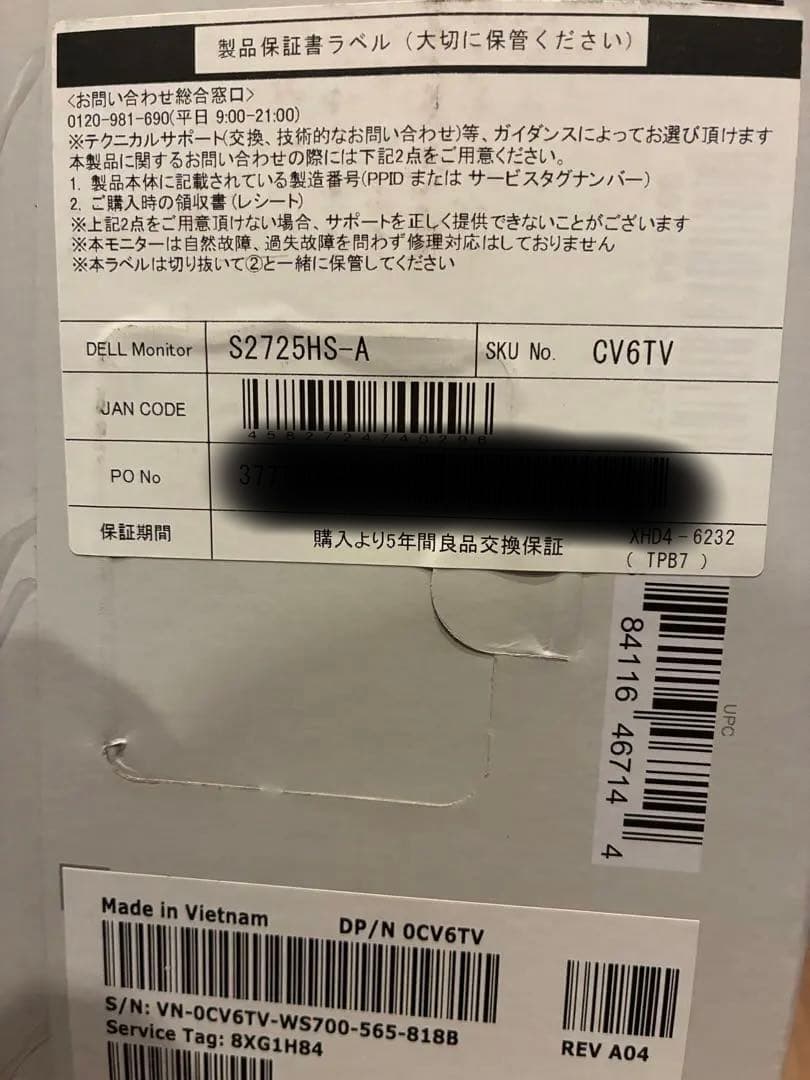 製品保証書ラベル（大切に保管ください）
<お問い合わせ総合窓口>
0120-981-690(平日 9:00-21:00)
※テクニカルサポート(交換、技術的なお問い合わせ)等、ガイダンスによってお選び頂けます
本製品に関するお問い合わせの際には下記2点をご用意ください。
1. 製品本体に記載されている製造番号(PPID または サービスタグナンバー)
2. ご購入時の領収書(レシート)
※上記2点をご用意頂けない場合、サポートを正しく提供できないことがございます
※本モニターは自然故障、過失故障を問わず修理対応はしておりません
※本ラベルは切り抜いて②と一緒に保管してください
DELL Monitor S2725HS-A SKU No. CV6TV
JAN CODE
PO No 377
保証期間 購入より5年間良品交換保証 XHD4-6232
( TPB7 )
84116 46714 4
UPC
Made in Vietnam DP/N 0CV6TV
S/N: VN-0CV6TV-WS700-565-818B
Service Tag: 8XG1H84
REV A04